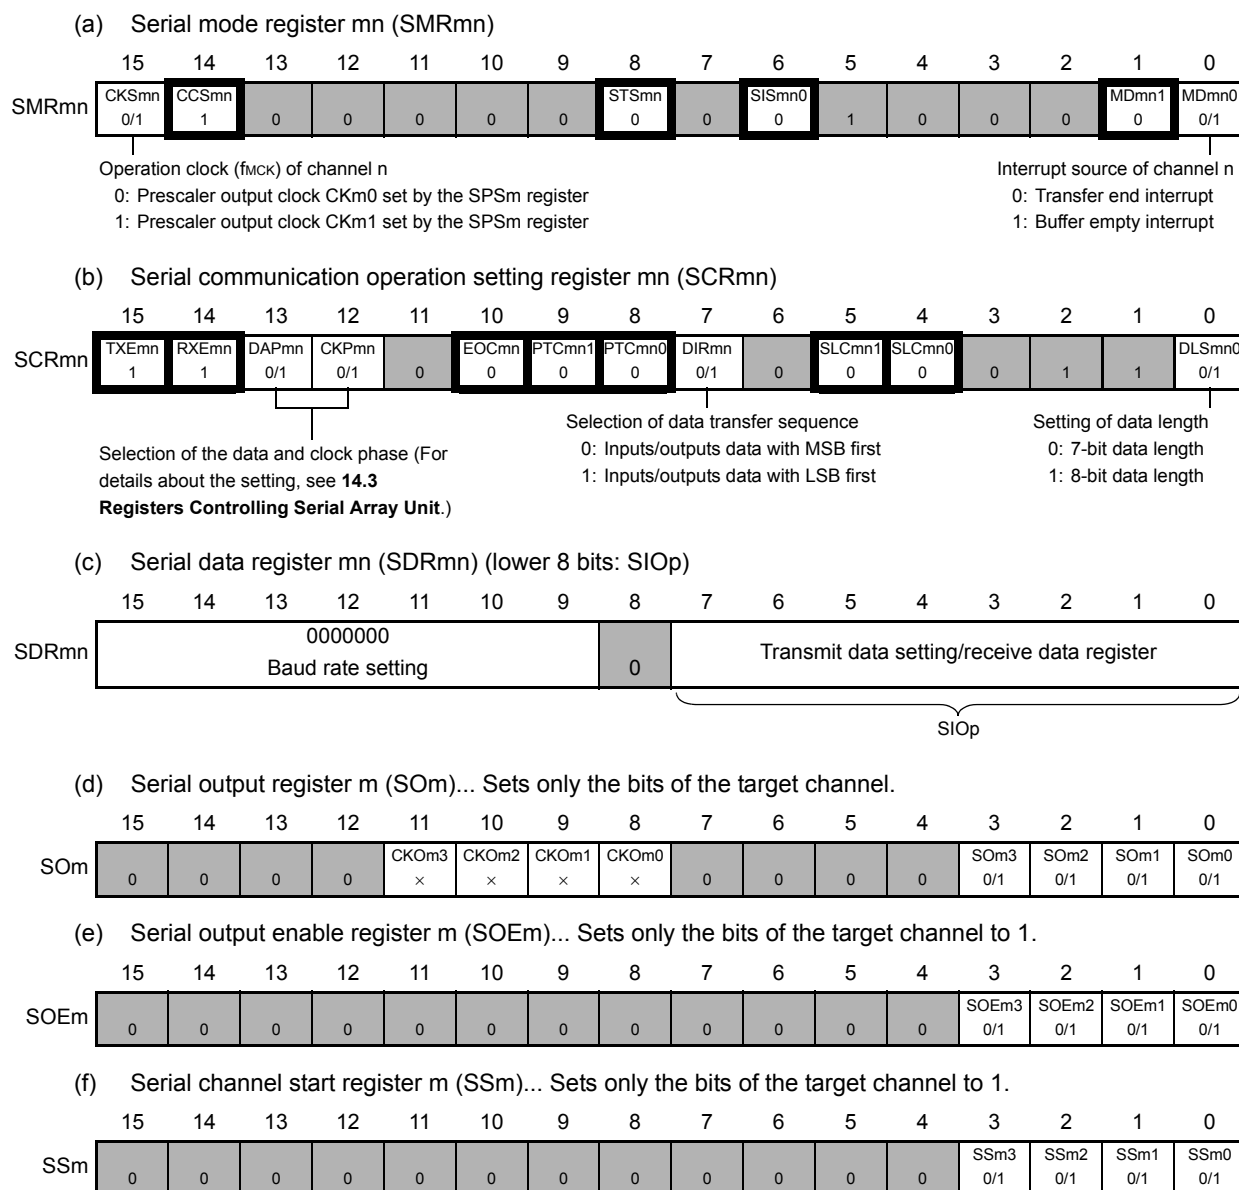 (a) Serial mode register mn (SMRmn)
15 14 13 12 11 10 9 8 7 6 5 4 3 2 1 0
CKSmn CCSmn STSmn SISmn0 MDmn1 MDmn0
SMRmn 0/1 1 0 0 0 0 0 0 0 0 1 0 0 0 0 0/1
Operation clock (fMCK) of channel n
0: Prescaler output clock CKm0 set by the SPSm register
1: Prescaler output clock CKm1 set by the SPSm register
Interrupt source of channel n
0: Transfer end interrupt
1: Buffer empty interrupt
(b) Serial communication operation setting register mn (SCRmn)
15 14 13 12 11 10 9 8 7 6 5 4 3 2 1 0
TXEmn RXEmn DAPmn CKPmn EOCmn PTCmn1 PTCmn0 DIRmn SLCmn1 SLCmn0 DLSmn0
SCRmn 1 1 0/1 0/1 0 0 0 0 0/1 0 0 0 0 1 1 0/1
Selection of the data and clock phase (For
details about the setting, see 14.3
Registers Controlling Serial Array Unit.)
Selection of data transfer sequence
0: Inputs/outputs data with MSB first
1: Inputs/outputs data with LSB first
Setting of data length
0: 7-bit data length
1: 8-bit data length
(c) Serial data register mn (SDRmn) (lower 8 bits: SIOp)
15 14 13 12 11 10 9 8 7 6 5 4 3 2 1 0
SDRmn
0000000
Baud rate setting
0
Transmit data setting/receive data register
SIOp
(d) Serial output register m (SOm)... Sets only the bits of the target channel.
15 14 13 12 11 10 9 8 7 6 5 4 3 2 1 0
CKOm3 CKOm2 CKOm1 CKOm0 SOm3 SOm2 SOm1 SOm0
SOm 0 0 0 0 × × × × 0 0 0 0 0/1 0/1 0/1 0/1
(e) Serial output enable register m (SOEm)... Sets only the bits of the target channel to 1.
15 14 13 12 11 10 9 8 7 6 5 4 3 2 1 0
SOEm3 SOEm2 SOEm1 SOEm0
SOEm 0 0 0 0 0 0 0 0 0 0 0 0 0/1 0/1 0/1 0/1
(f) Serial channel start register m (SSm)... Sets only the bits of the target channel to 1.
15 14 13 12 11 10 9 8 7 6 5 4 3 2 1 0
SSm3 SSm2 SSm1 SSm0
SSm 0 0 0 0 0 0 0 0 0 0 0 0 0/1 0/1 0/1 0/1